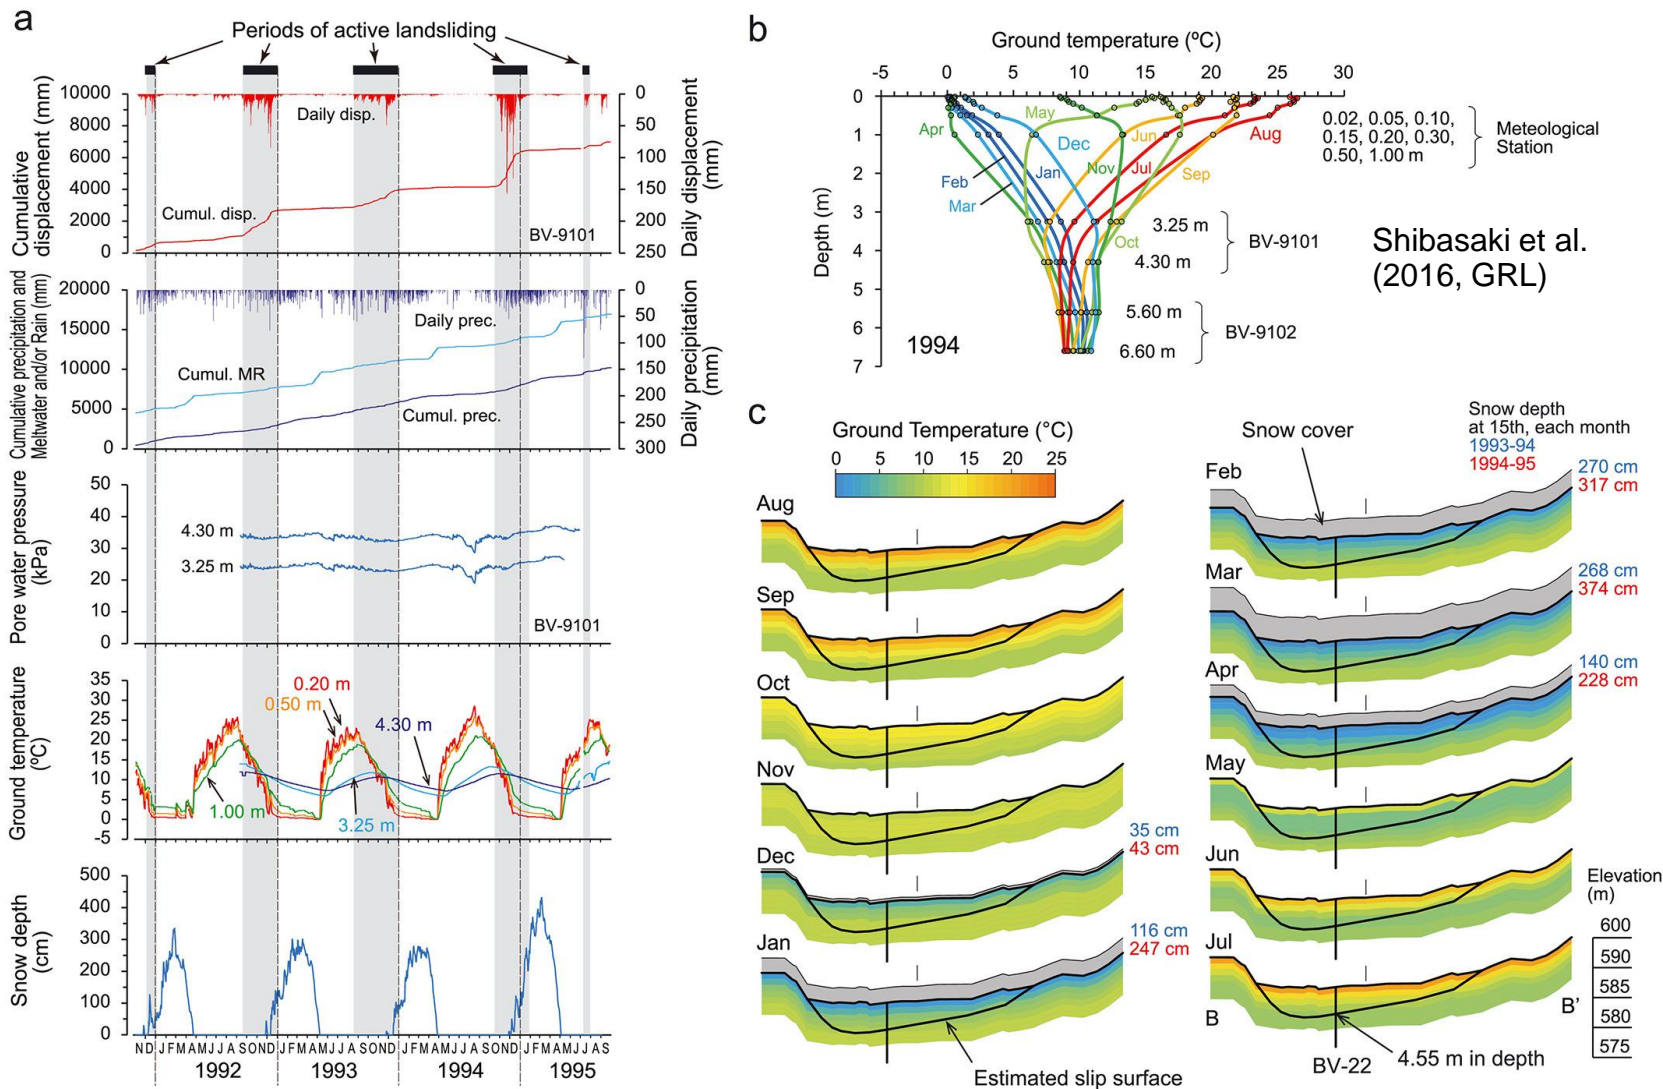 a
Periods of active landsliding
Cumulative
displacement (mm)
10000
8000
6000
4000
2000
0
Daily disp.
Cumul. disp.
BV-9101
0
50
100
150
200
250
Daily displacement
(mm)
Cumulative precipitation and
Meltwater and/or Rain (mm)
20000
15000
10000
5000
0
Daily prec.
Cumul. MR
Cumul. prec.
0
50
100
150
200
250
300
Daily precipitation
(mm)
Pore water pressure
(kPa)
50
40
30
20
10
0
4.30 m
3.25 m
BV-9101
Ground temperature
(ºC)
35
30
25
20
15
10
5
0
-5
0.20 m
0.50 m
4.30 m
1.00 m
3.25 m
Snow depth
(cm)
500
400
300
200
100
0
N D J F M A M J J A S O N D J F M A M J J A S O N D J F M A M J J A S O N D J F M A M J J A S
1992 1993 1994 1995
b
Ground temperature (ºC)
-5 0 5 10 15 20 25 30
Depth (m)
0
1
2
3
4
5
6
7
Apr
May
Dec
Jun
Aug
Feb
Jan
Nov
Jul
Sep
Mar
Oct
1994
0.02, 0.05, 0.10,
0.15, 0.20, 0.30,
0.50, 1.00 m
Meteological
Station
3.25 m
4.30 m
BV-9101
5.60 m
6.60 m
BV-9102
Shibasaki et al.
(2016, GRL)
c
Ground Temperature (°C)
0 5 10 15 20 25
Aug
Sep
Oct
Nov
Dec
35 cm
43 cm
Jan
116 cm
247 cm
Estimated slip surface
Snow cover
Snow depth
at 15th, each month
1993-94
1994-95
Feb
270 cm
317 cm
Mar
268 cm
374 cm
Apr
140 cm
228 cm
May
Jun
Jul
B
B'
BV-22
4.55 m in depth
Elevation
(m)
600
590
585
580
575